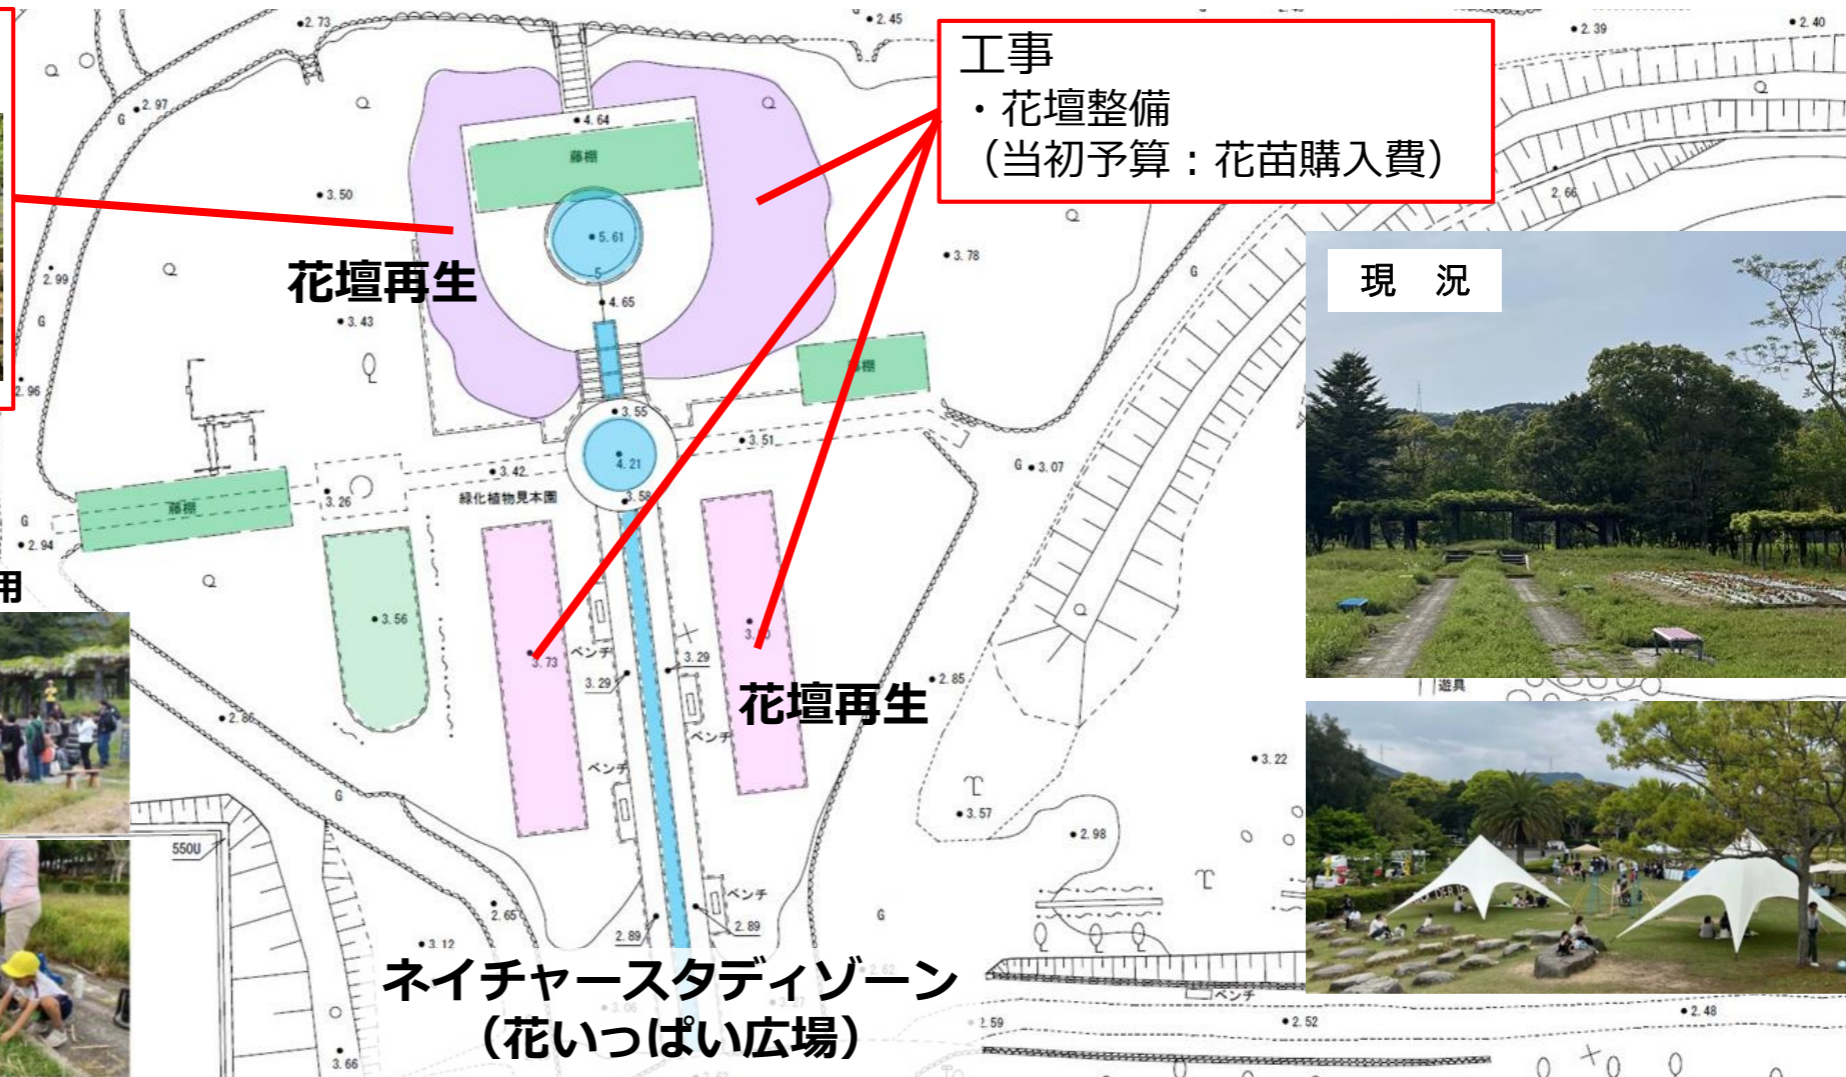 工事
・花壇整備
（当初予算：花苗購入費）
現　況
花壇再生
花壇再生
用
ネイチャースタディゾーン
（花いっぱい広場）
藤棚
藤棚
藤棚
緑化植物見本園
ベンチ
ベンチ
ベンチ
ベンチ
ベンチ
遊具
550U
2.73
2.45
2.39
2.40
2.97
G
4.64
2.66
3.50
5.61
3.78
2.99
4.65
G
G
3.43
2.96
3.55
3.51
4.21
3.42
G
3.07
3.26
3.58
G
2.94
3.56
3.73
3.29
3.29
2.85
2.86
3.22
G
3.57
2.98
2.65
2.89
2.89
G
3.12
2.62
3.06
3.27
2.59
2.52
2.48
3.66